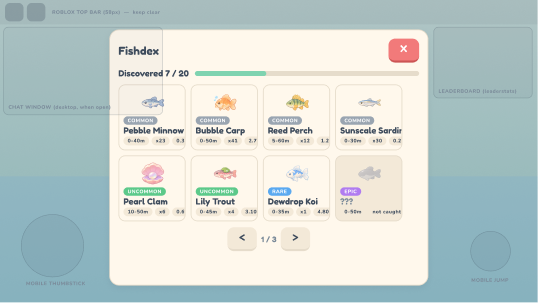 ROBLOX TOP BAR (58px) — keep clear
Fishdex
X
Discovered 7 / 20
CHAT WINDOW (desktop, when open)
LEADERBOARD (leaderstats)
COMMON
Pebble Minnow
0-40m x23 0.3
COMMON
Bubble Carp
0-50m x41 2.7
COMMON
Reed Perch
5-60m x12 1.2
COMMON
Sunscale Sardin
0-30m x30 0.2
UNCOMMON
Pearl Clam
10-50m x6 0.6
UNCOMMON
Lily Trout
0-45m x4 3.10
RARE
Dewdrop Koi
0-35m x1 4.80
EPIC
???
0-50m not caught
< 1 / 3 >
MOBILE THUMBSTICK
MOBILE JUMP